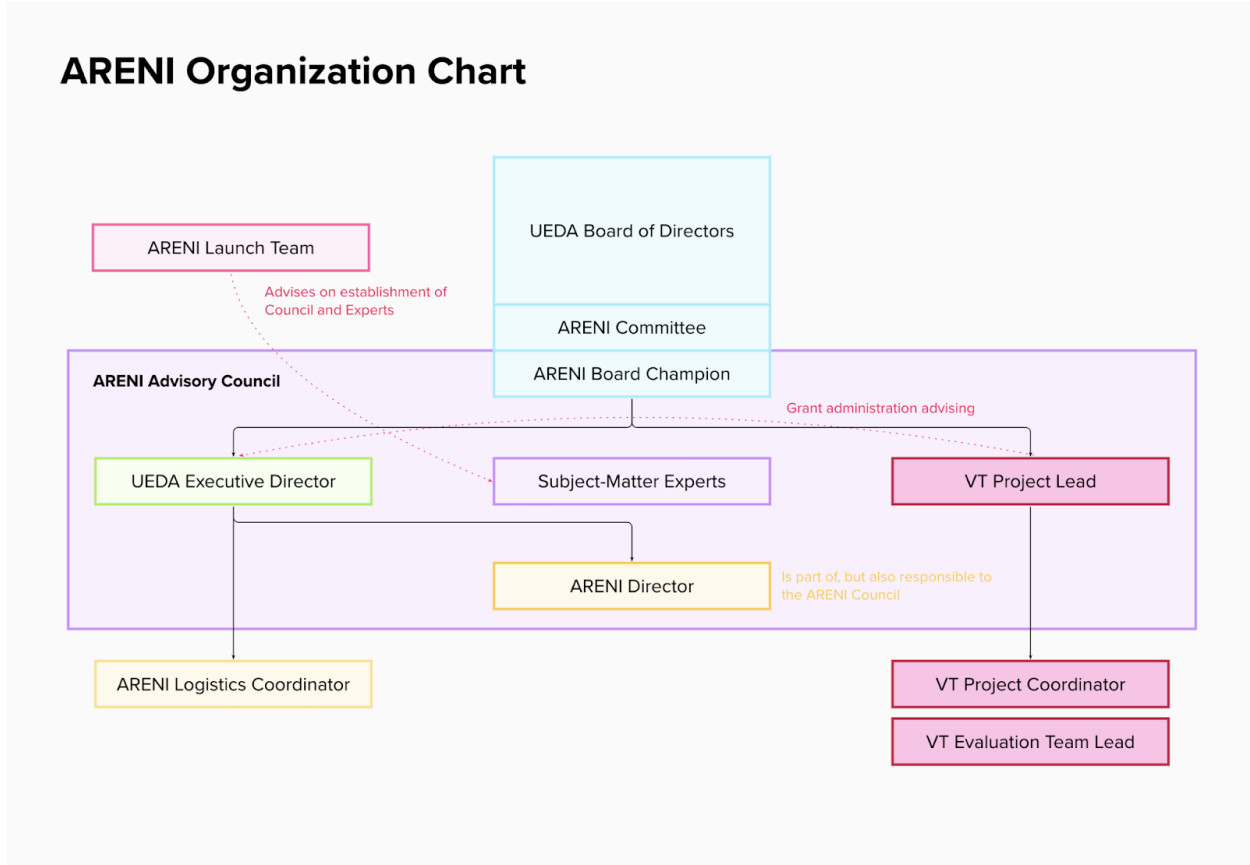 ARENI Organization Chart
UEDA Board of Directors
ARENI Launch Team
Advises on establishment of
Council and Experts
ARENI Committee
ARENI Board Champion
ARENI Advisory Council
Grant administration advising
UEDA Executive Director
Subject-Matter Experts
VT Project Lead
ARENI Director
Is part of, but also responsible to
the ARENI Council
ARENI Logistics Coordinator
VT Project Coordinator
VT Evaluation Team Lead